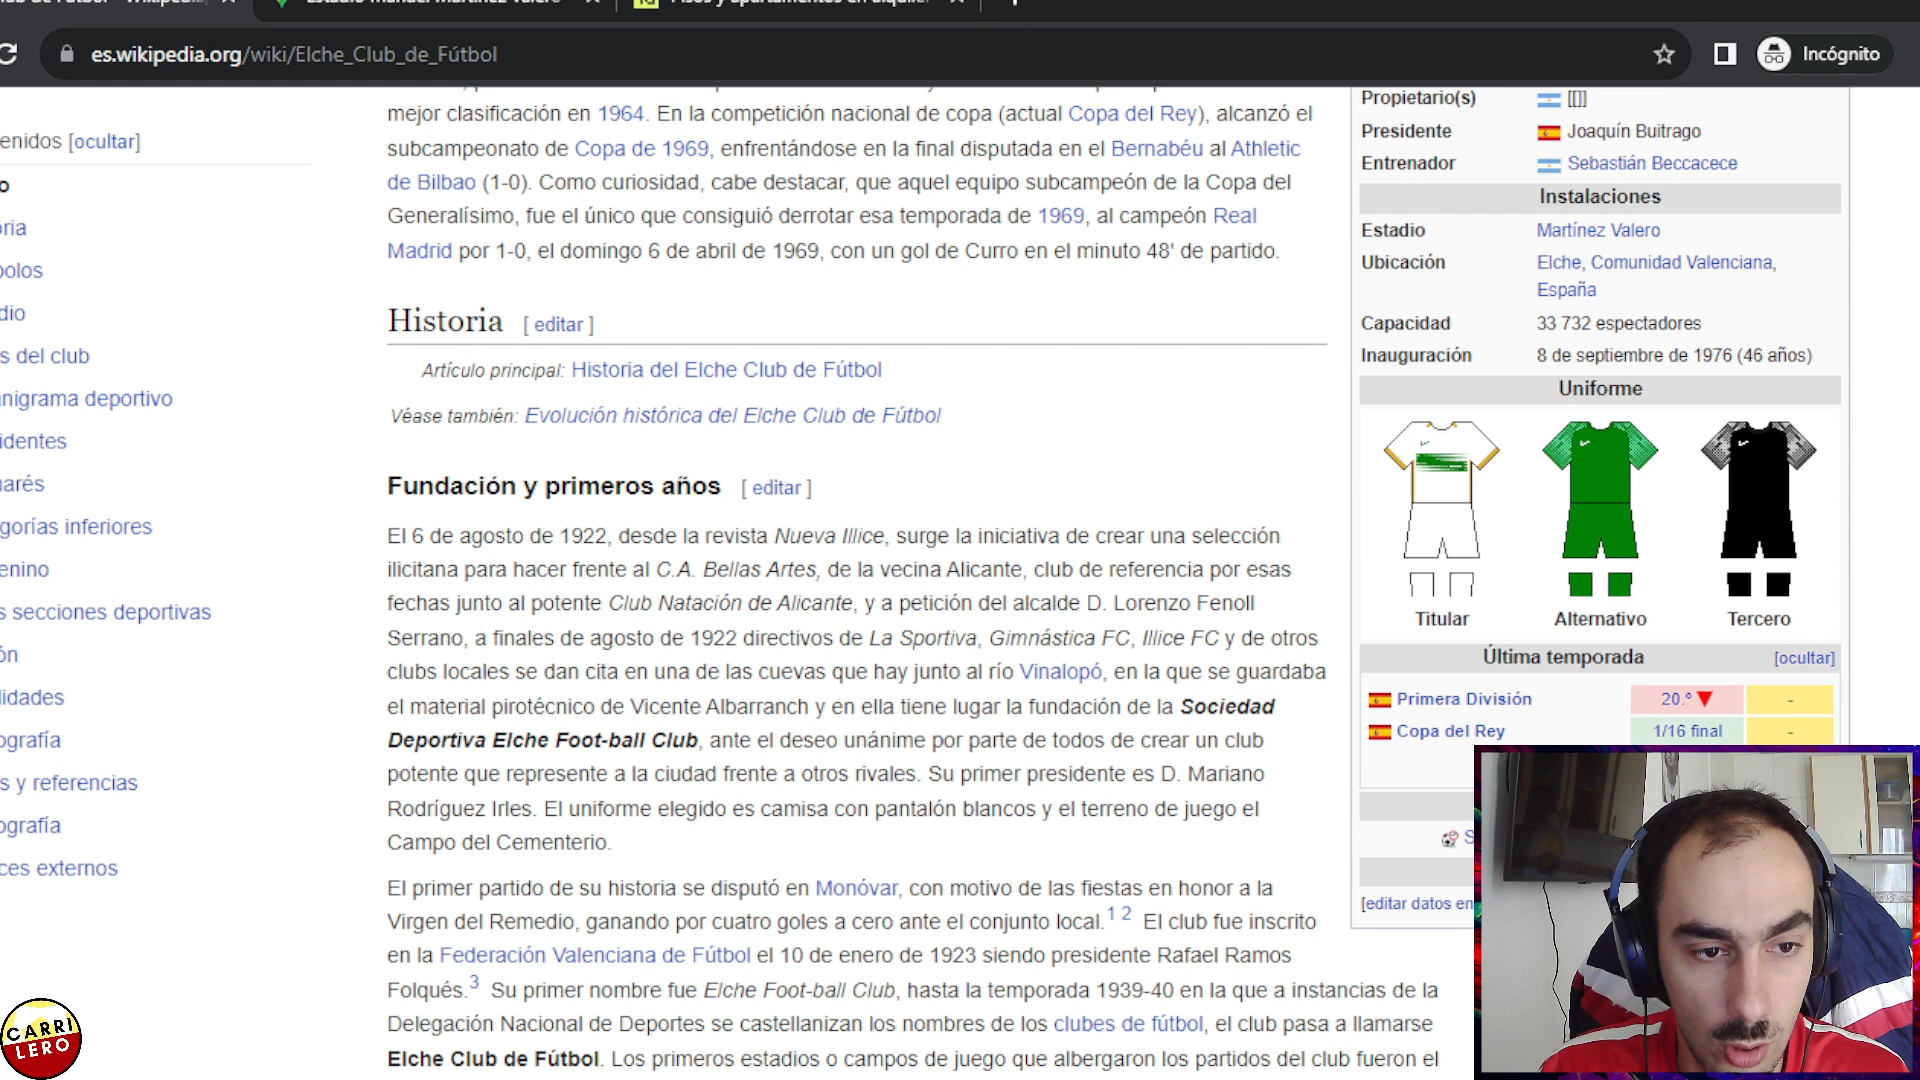 es.wikipedia.org/wiki/Elche_Club_de_Fútbol
Incógnito
enidos [ocultar]
s del club
nigrama deportivo
identes
gorías inferiores
enino
s secciones deportivas
s y referencias
ografía
ces externos
mejor clasificación en 1964. En la competición nacional de copa (actual Copa del Rey), alcanzó el
subcampeonato de Copa de 1969, enfrentándose en la final disputada en el Bernabéu al Athletic
de Bilbao (1-0). Como curiosidad, cabe destacar, que aquel equipo subcampeón de la Copa del
Generalísimo, fue el único que consiguió derrotar esa temporada de 1969, al campeón Real
Madrid por 1-0, el domingo 6 de abril de 1969, con un gol de Curro en el minuto 48' de partido.
Historia [ editar ]
Artículo principal: Historia del Elche Club de Fútbol
Véase también: Evolución histórica del Elche Club de Fútbol
Fundación y primeros años [ editar ]
El 6 de agosto de 1922, desde la revista Nueva Illice, surge la iniciativa de crear una selección
ilicitana para hacer frente al C.A. Bellas Artes, de la vecina Alicante, club de referencia por esas
fechas junto al potente Club Natación de Alicante, y a petición del alcalde D. Lorenzo Fenoll
Serrano, a finales de agosto de 1922 directivos de La Sportiva, Gimnástica FC, Illice FC y de otros
clubs locales se dan cita en una de las cuevas que hay junto al río Vinalopó, en la que se guardaba
el material pirotécnico de Vicente Albarranch y en ella tiene lugar la fundación de la Sociedad
Deportiva Elche Foot-ball Club, ante el deseo unánime por parte de todos de crear un club
potente que represente a la ciudad frente a otros rivales. Su primer presidente es D. Mariano
Rodríguez Irles. El uniforme elegido es camisa con pantalón blancos y el terreno de juego el
Campo del Cementerio.
El primer partido de su historia se disputó en Monóvar, con motivo de las fiestas en honor a la
Virgen del Remedio, ganando por cuatro goles a cero ante el conjunto local.1 2 El club fue inscrito
en la Federación Valenciana de Fútbol el 10 de enero de 1923 siendo presidente Rafael Ramos
Folqués.3 Su primer nombre fue Elche Foot-ball Club, hasta la temporada 1939-40 en la que a instancias de la
Delegación Nacional de Deportes se castellanizan los nombres de los clubes de fútbol, el club pasa a llamarse
Elche Club de Fútbol. Los primeros estadios o campos de juego que albergaron los partidos del club fueron el
Propietario(s) [[]]
Presidente Joaquín Buitrago
Entrenador Sebastián Beccacece
Instalaciones
Estadio Martínez Valero
Ubicación Elche, Comunidad Valenciana,
España
Capacidad 33 732 espectadores
Inauguración 8 de septiembre de 1976 (46 años)
Uniforme
Titular Alternativo Tercero
Última temporada [ocultar]
Primera División 20.º ▼ -
Copa del Rey 1/16 final -
[editar datos en
CARRI
LERO